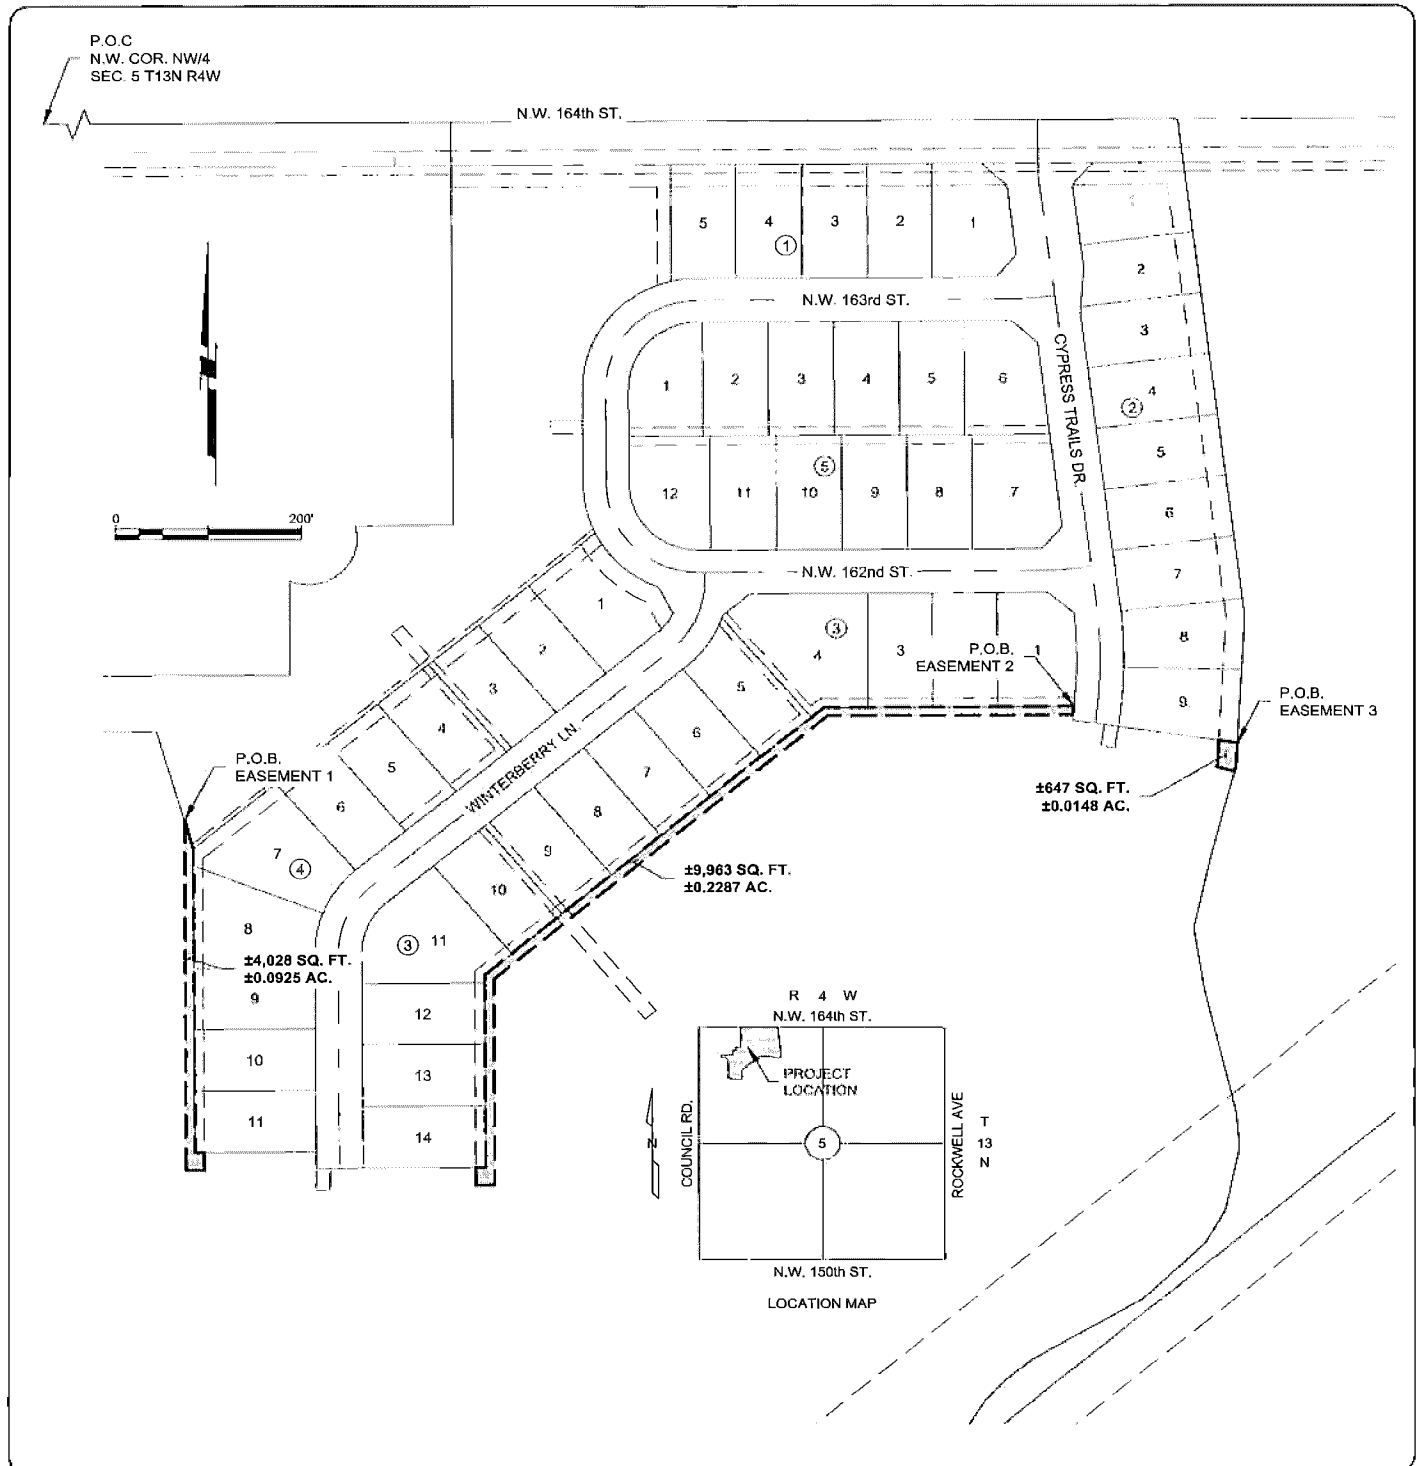 P.O.C
N.W. COR. NW/4
SEC. 5 T13N R4W
N.W. 164th ST.
5
4
3
2
1
1
1
2
3
4
2
5
6
7
8
9
N.W. 163rd ST.
CYPRESS TRAILS DR.
1
2
3
4
5
6
5
12
11
10
9
8
7
0
200'
N.W. 162nd ST.
3
4
3
1
P.O.B.
EASEMENT 2
P.O.B.
EASEMENT 3
±647 SQ. FT.
±0.0148 AC.
1
2
3
4
5
6
7
4
8
9
10
11
WINTERBERRY LN.
5
6
7
8
9
10
11
3
12
13
14
P.O.B.
EASEMENT 1
±9,963 SQ. FT.
±0.2287 AC.
±4,028 SQ. FT.
±0.0925 AC.
R 4 W
N.W. 164th ST.
PROJECT
LOCATION
COUNCIL RD.
N
5
ROCKWELL AVE
T
13
N
N.W. 150th ST.
LOCATION MAP